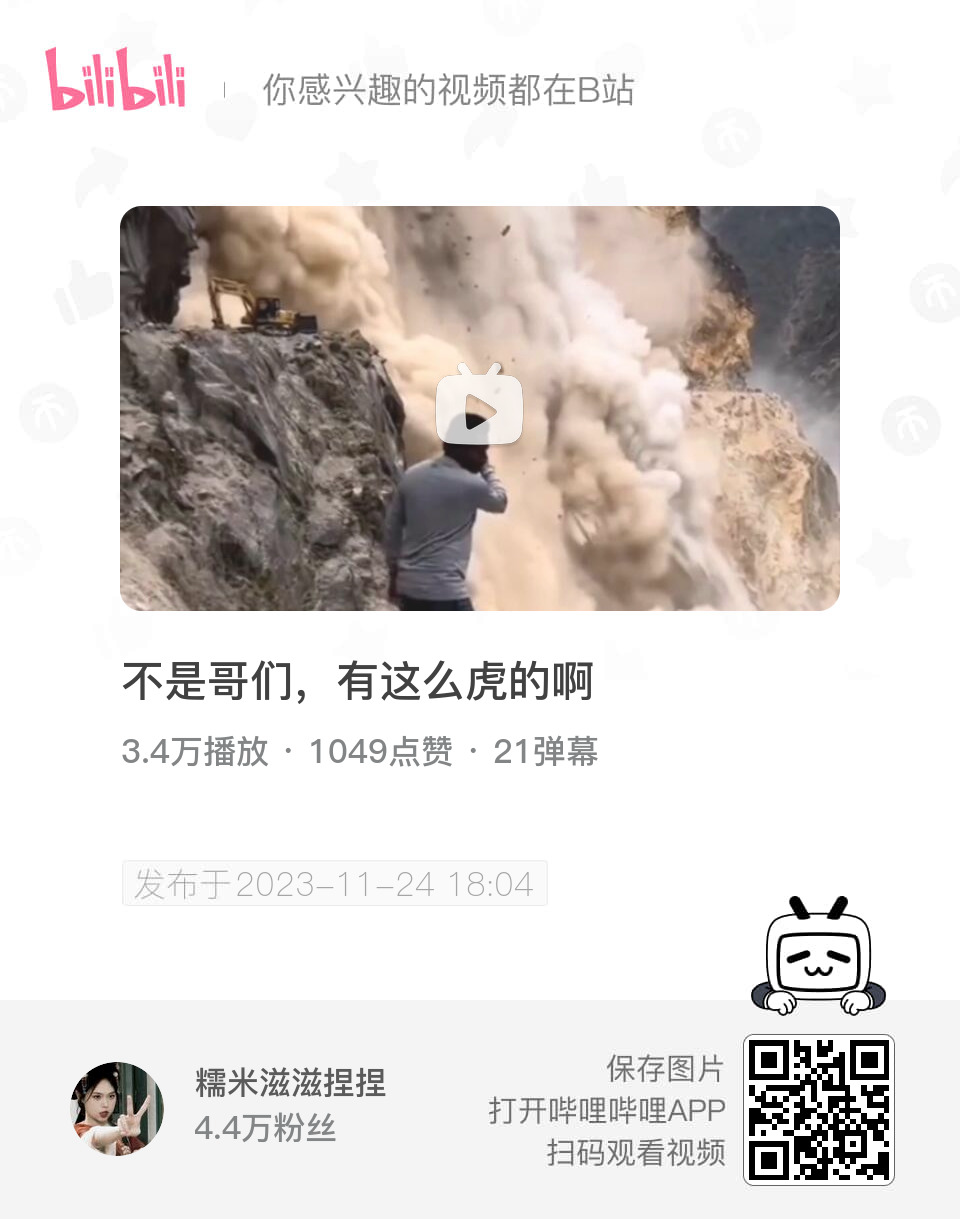 bilibili
你感兴趣的视频都在B站
不是哥们，有这么虎的啊
3.4万播放 · 1049点赞 · 21弹幕
发布于2023-11-24 18:04
糯米滋滋捏捏
4.4万粉丝
保存图片
打开哔哩哔哩APP
扫码观看视频